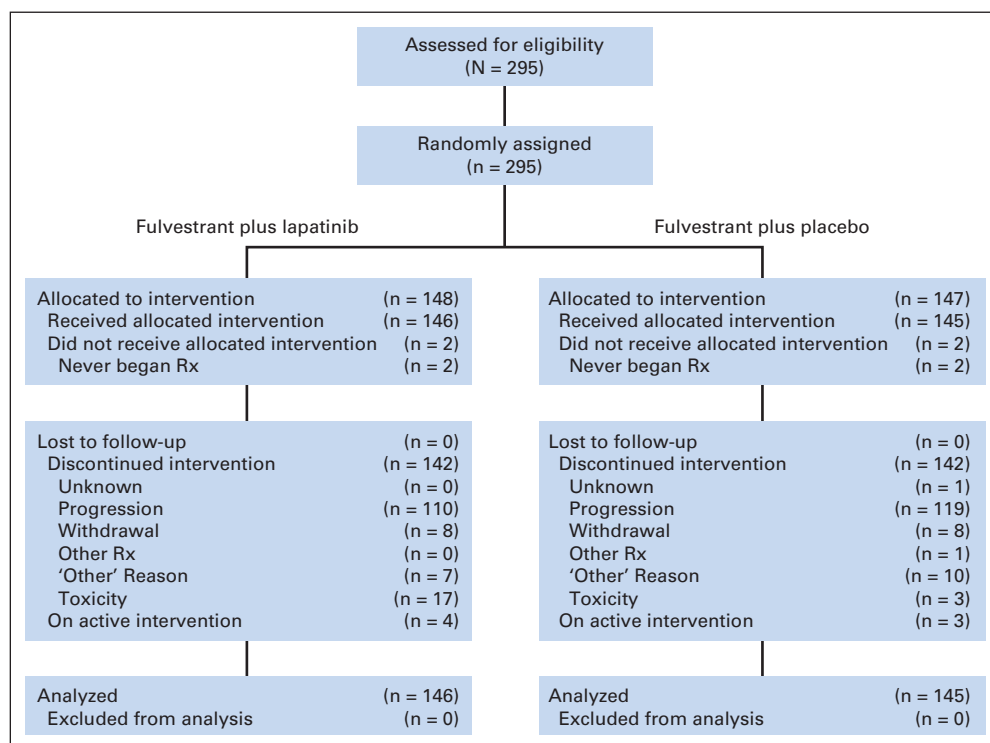 Assessed for eligibility
(N = 295)
Randomly assigned
(n = 295)
Fulvestrant plus lapatinib
Fulvestrant plus placebo
Allocated to intervention (n = 148)
Received allocated intervention (n = 146)
Did not receive allocated intervention (n = 2)
Never began Rx (n = 2)
Allocated to intervention (n = 147)
Received allocated intervention (n = 145)
Did not receive allocated intervention (n = 2)
Never began Rx (n = 2)
Lost to follow-up (n = 0)
Discontinued intervention (n = 142)
Unknown (n = 0)
Progression (n = 110)
Withdrawal (n = 8)
Other Rx (n = 0)
'Other' Reason (n = 7)
Toxicity (n = 17)
On active intervention (n = 4)
Lost to follow-up (n = 0)
Discontinued intervention (n = 142)
Unknown (n = 1)
Progression (n = 119)
Withdrawal (n = 8)
Other Rx (n = 1)
'Other' Reason (n = 10)
Toxicity (n = 3)
On active intervention (n = 3)
Analyzed (n = 146)
Excluded from analysis (n = 0)
Analyzed (n = 145)
Excluded from analysis (n = 0)